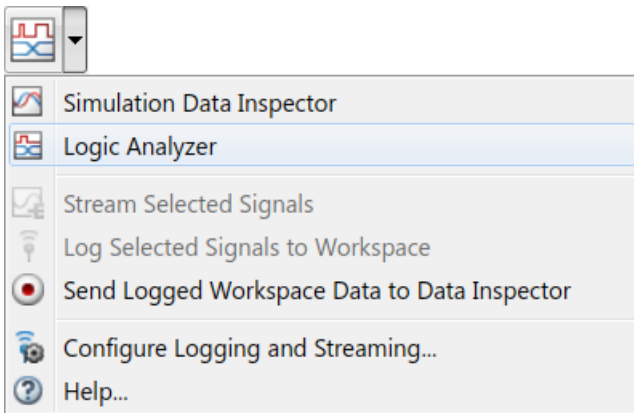 Simulation Data Inspector
Logic Analyzer
Stream Selected Signals
Log Selected Signals to Workspace
Send Logged Workspace Data to Data Inspector
Configure Logging and Streaming...
Help...